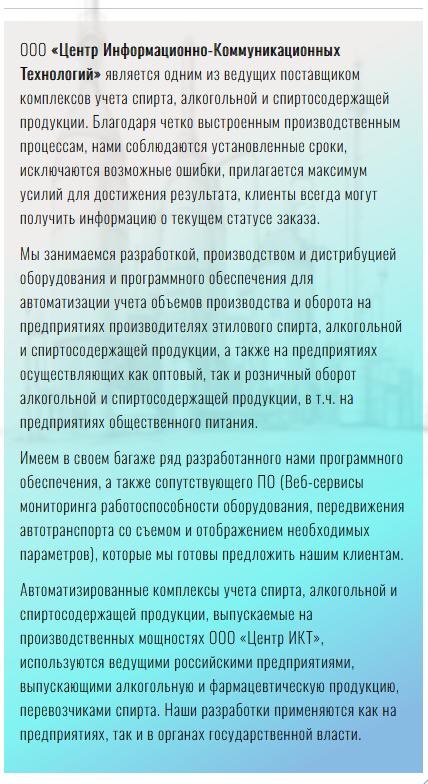 ООО «Центр Информационно-Коммуникационных
Технологий» является одним из ведущих поставщиком
комплексов учета спирта, алкогольной и спиртосодержащей
продукции. Благодаря четко выстроенным производственным
процессам, нами соблюдаются установленные сроки,
исключаются возможные ошибки, прилагается максимум
усилий для достижения результата, клиенты всегда могут
получить информацию о текущем статусе заказа.
Мы занимаемся разработкой, производством и дистрибуцией
оборудования и программного обеспечения для
автоматизации учета объемов производства и оборота на
предприятиях производителях этилового спирта, алкогольной
и спиртосодержащей продукции, а также на предприятиях
осуществляющих как оптовый, так и розничный оборот
алкогольной и спиртосодержащей продукции, в т.ч. на
предприятиях общественного питания.
Имеем в своем багаже ряд разработанного нами программного
обеспечения, а также сопутствующего ПО (Веб-сервисы
мониторинга работоспособности оборудования, передвижения
автотранспорта со съемом и отображением необходимых
параметров), которые мы готовы предложить нашим клиентам.
Автоматизированные комплексы учета спирта, алкогольной и
спиртосодержащей продукции, выпускаемые на
производственных мощностях ООО «Центр ИКТ»,
используются ведущими российскими предприятиями,
выпускающими алкогольную и фармацевтическую продукцию,
перевозчиками спирта. Наши разработки применяются как на
предприятиях, так и в органах государственной власти.